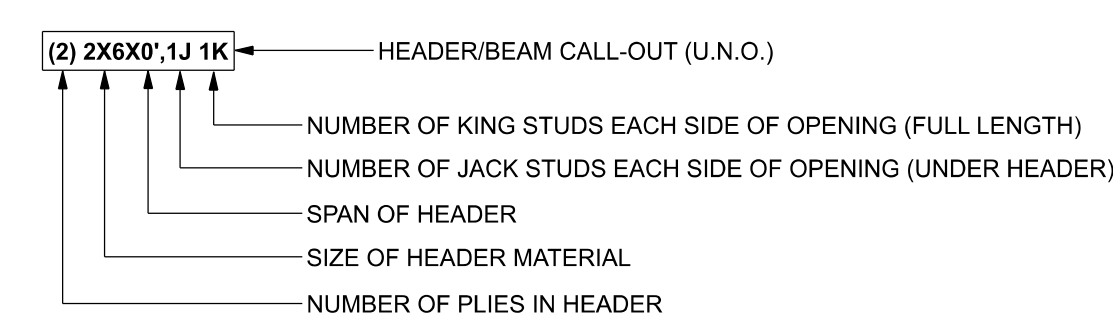 (2) 2X6X0',1J 1K HEADER/BEAM CALL-OUT (U.N.O.)
NUMBER OF KING STUDS EACH SIDE OF OPENING (FULL LENGTH)
NUMBER OF JACK STUDS EACH SIDE OF OPENING (UNDER HEADER)
SPAN OF HEADER
SIZE OF HEADER MATERIAL
NUMBER OF PLIES IN HEADER